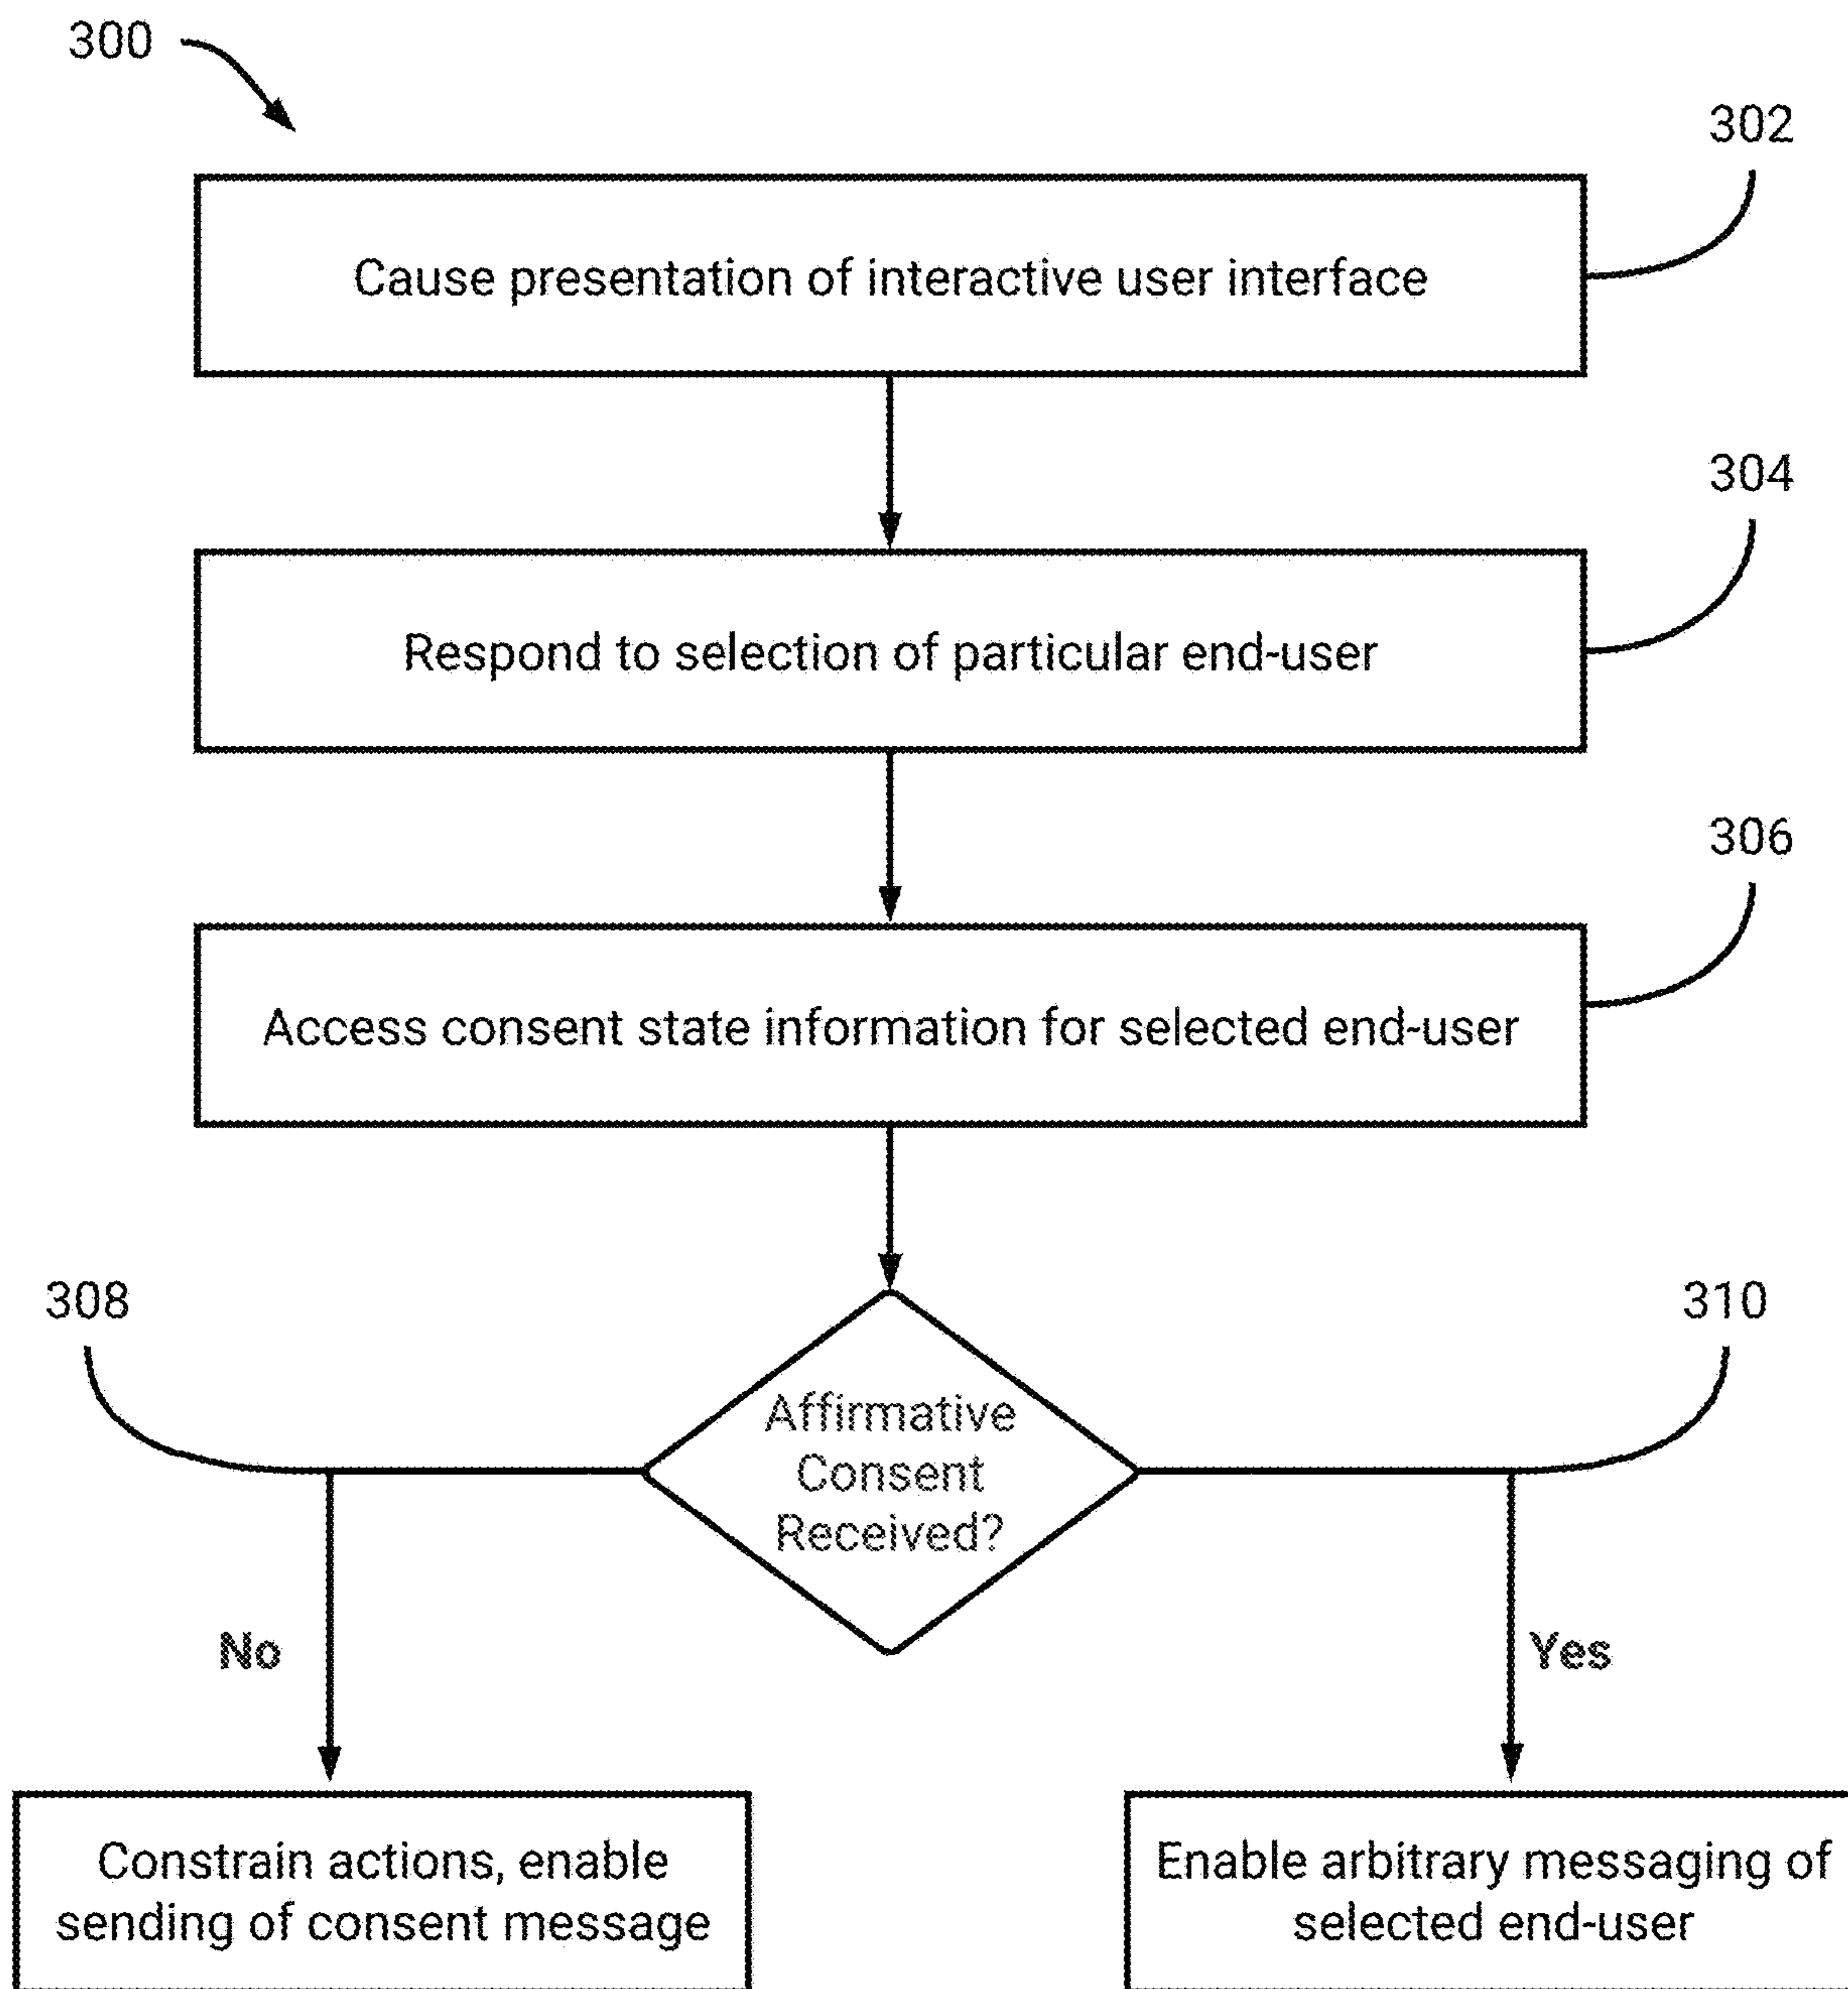 300
302
Cause presentation of interactive user interface
304
Respond to selection of particular end-user
306
Access consent state information for selected end-user
308
310
Affirmative
Consent
Received?
No
Yes
Constrain actions, enable
sending of consent message
Enable arbitrary messaging of
selected end-user